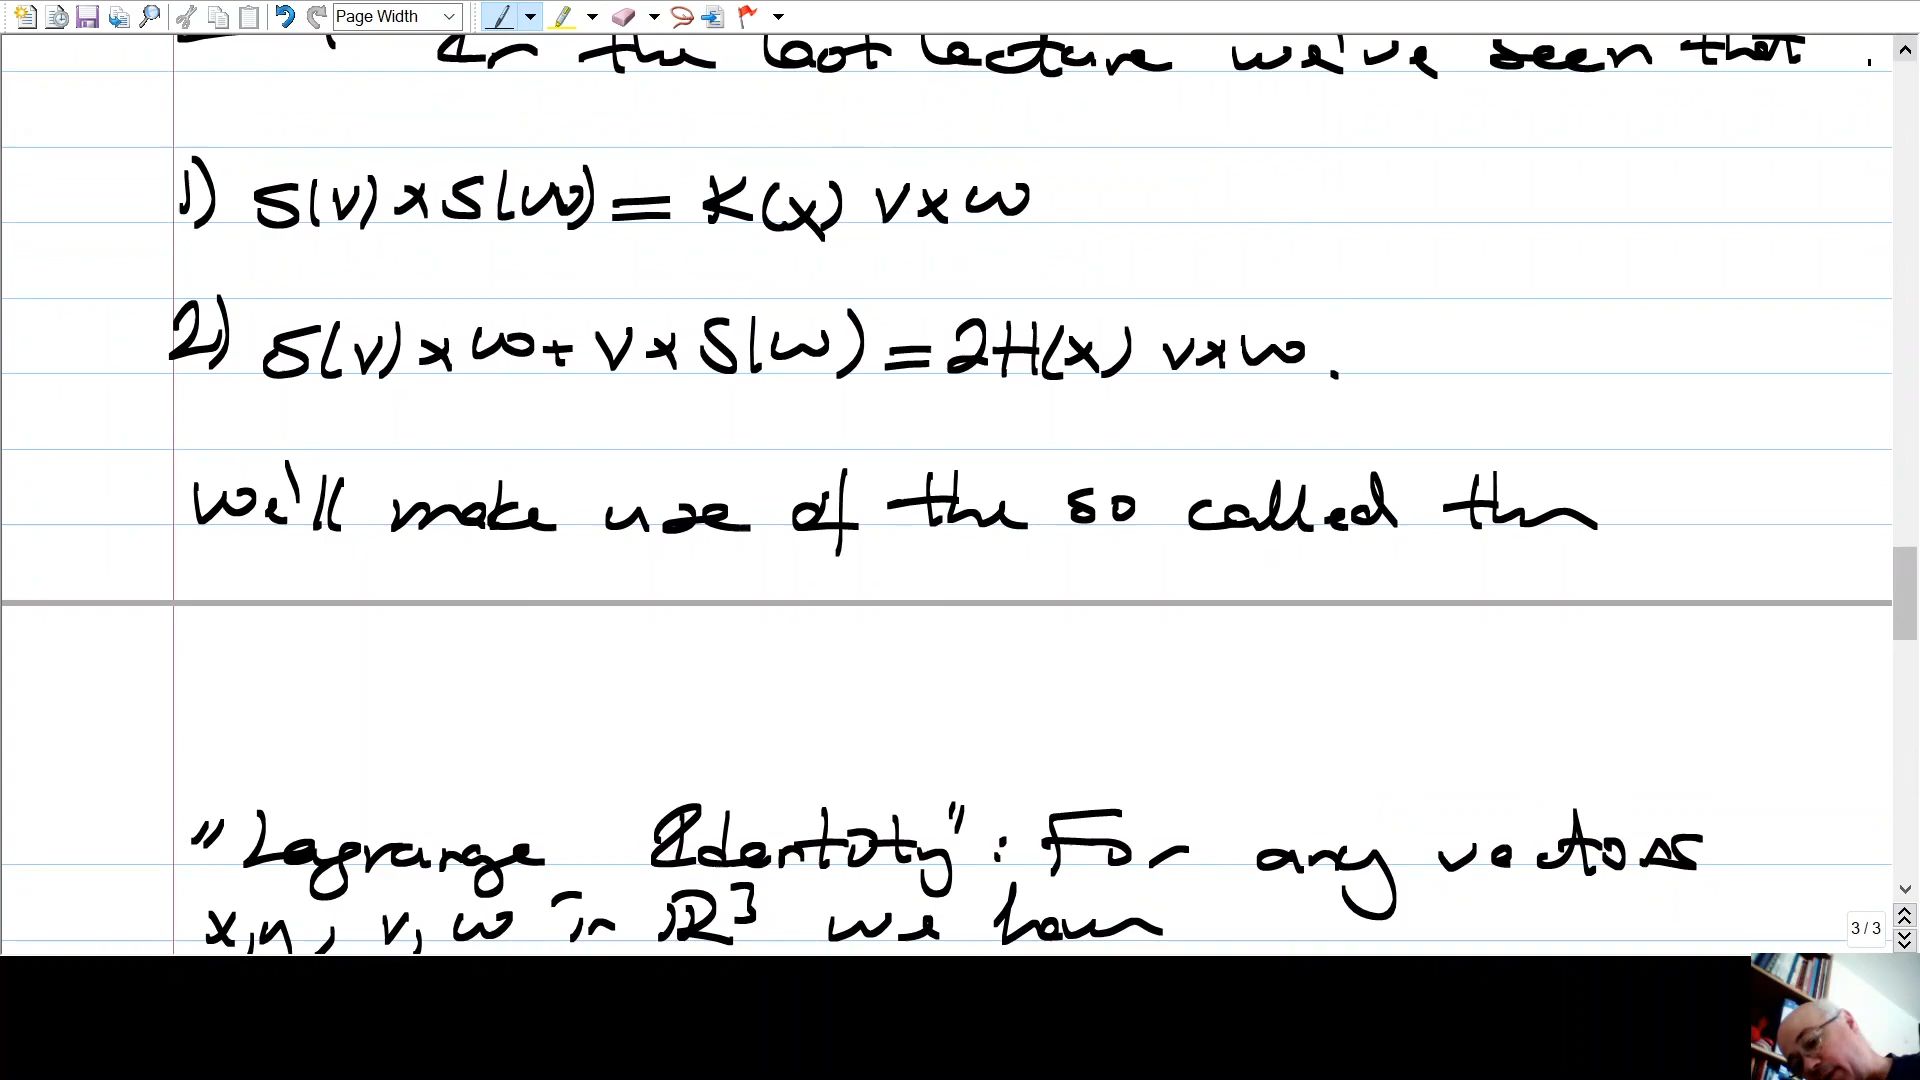 Page Width
In the last lecture we've seen that :
1) S(v) x S(w) = K(x) v x w
2) S(v) x w + v x S(w) = 2H(x) v x w .
We'll make use of the so called the
"Lagrange Identity" : For any vectors
x, y, v, w in R³ we have
3 / 3